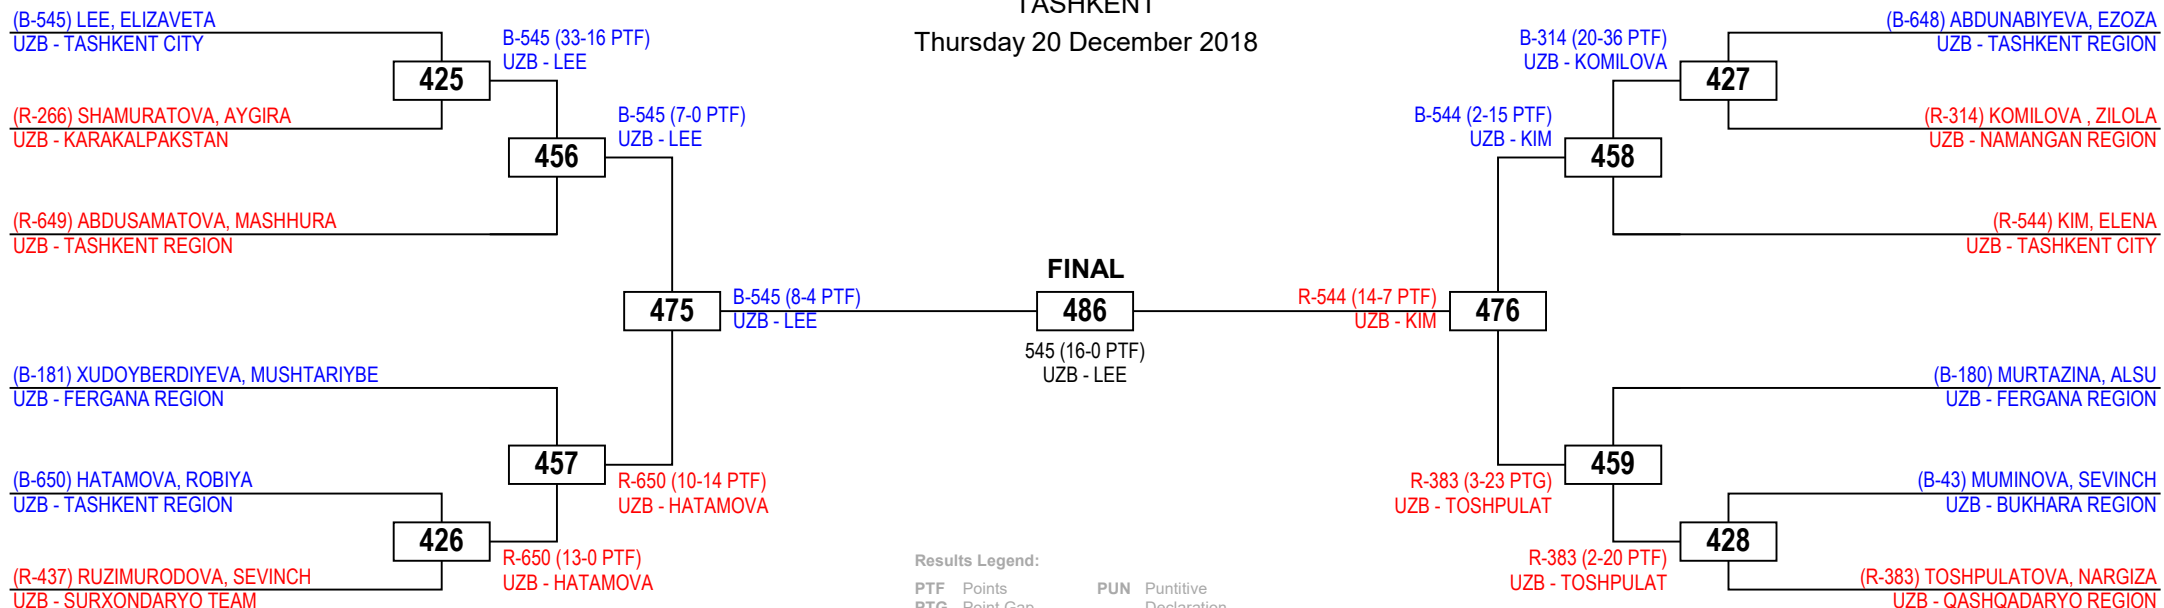 TASHKENT
Thursday 20 December 2018
(B-545) LEE, ELIZAVETA
UZB - TASHKENT CITY
425
(R-266) SHAMURATOVA, AYGIRA
UZB - KARAKALPAKSTAN
B-545 (33-16 PTF)
UZB - LEE
456
(R-649) ABDUSAMATOVA, MASHHURA
UZB - TASHKENT REGION
B-545 (7-0 PTF)
UZB - LEE
475
B-545 (8-4 PTF)
UZB - LEE
(B-181) XUDOYBERDIYEVA, MUSHTARIYBE
UZB - FERGANA REGION
457
R-650 (10-14 PTF)
UZB - HATAMOVA
(B-650) HATAMOVA, ROBIYA
UZB - TASHKENT REGION
426
R-650 (13-0 PTF)
UZB - HATAMOVA
(R-437) RUZIMURODOVA, SEVINCH
UZB - SURXONDARYO TEAM
FINAL
486
545 (16-0 PTF)
UZB - LEE
(B-648) ABDUNABIYEVA, EZOZA
UZB - TASHKENT REGION
B-314 (20-36 PTF)
UZB - KOMILOVA
427
(R-314) KOMILOVA , ZILOLA
UZB - NAMANGAN REGION
B-544 (2-15 PTF)
UZB - KIM
458
(R-544) KIM, ELENA
UZB - TASHKENT CITY
R-544 (14-7 PTF)
UZB - KIM
476
(B-180) MURTAZINA, ALSU
UZB - FERGANA REGION
459
R-383 (3-23 PTG)
UZB - TOSHPULAT
(B-43) MUMINOVA, SEVINCH
UZB - BUKHARA REGION
428
R-383 (2-20 PTF)
UZB - TOSHPULAT
(R-383) TOSHPULATOVA, NARGIZA
UZB - QASHQADARYO REGION
Results Legend:
PTF Points PUN Puntitive
PTG Point Gap Declaration